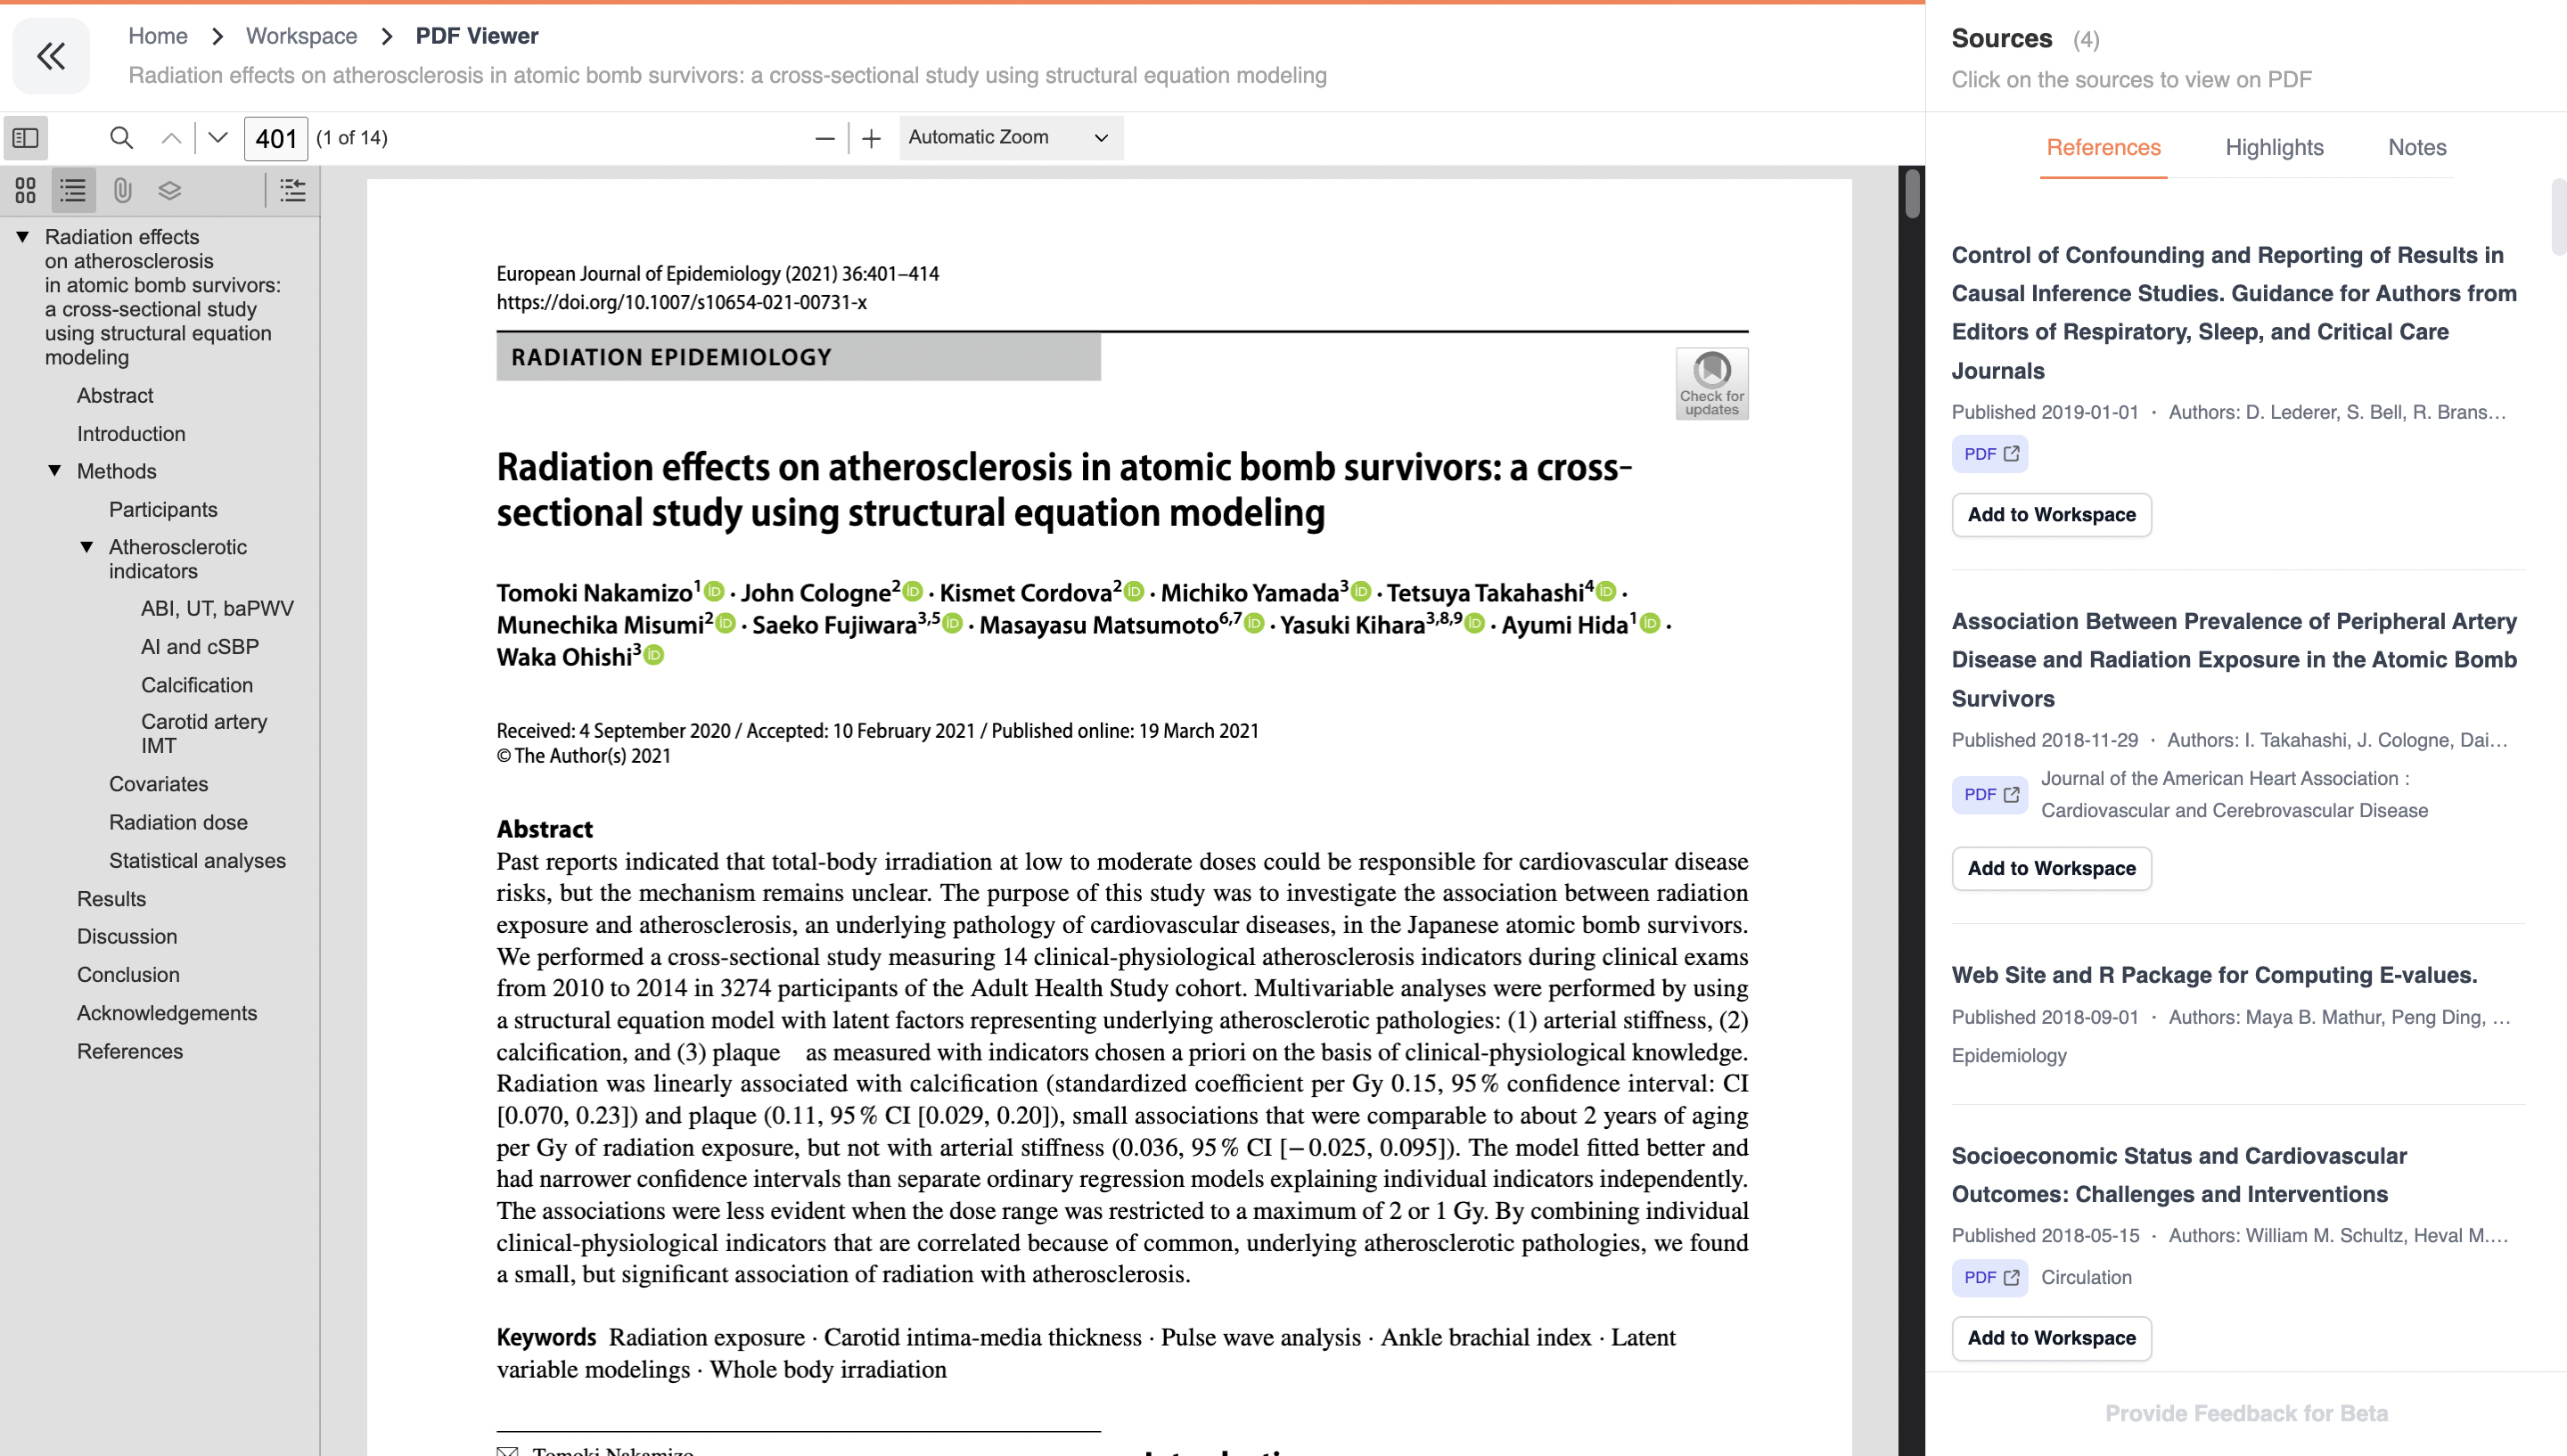 Home > Workspace > PDF Viewer
Radiation effects on atherosclerosis in atomic bomb survivors: a cross-sectional study using structural equation modeling
401 (1 of 14)
Automatic Zoom
Radiation effects
on atherosclerosis
in atomic bomb survivors:
a cross-sectional study
using structural equation
modeling
Abstract
Introduction
Methods
Participants
Atherosclerotic
indicators
ABI, UT, baPWV
AI and cSBP
Calcification
Carotid artery
IMT
Covariates
Radiation dose
Statistical analyses
Results
Discussion
Conclusion
Acknowledgements
References
European Journal of Epidemiology (2021) 36:401–414
https://doi.org/10.1007/s10654-021-00731-x
RADIATION EPIDEMIOLOGY
Check for
updates
Radiation effects on atherosclerosis in atomic bomb survivors: a cross-
sectional study using structural equation modeling
Tomoki Nakamizo1 · John Cologne2 · Kismet Cordova2 · Michiko Yamada3 · Tetsuya Takahashi4 ·
Munechika Misumi2 · Saeko Fujiwara3,5 · Masayasu Matsumoto6,7 · Yasuki Kihara3,8,9 · Ayumi Hida1 ·
Waka Ohishi3
Received: 4 September 2020 / Accepted: 10 February 2021 / Published online: 19 March 2021
© The Author(s) 2021
Abstract
Past reports indicated that total-body irradiation at low to moderate doses could be responsible for cardiovascular disease
risks, but the mechanism remains unclear. The purpose of this study was to investigate the association between radiation
exposure and atherosclerosis, an underlying pathology of cardiovascular diseases, in the Japanese atomic bomb survivors.
We performed a cross-sectional study measuring 14 clinical-physiological atherosclerosis indicators during clinical exams
from 2010 to 2014 in 3274 participants of the Adult Health Study cohort. Multivariable analyses were performed by using
a structural equation model with latent factors representing underlying atherosclerotic pathologies: (1) arterial stiffness, (2)
calcification, and (3) plaque as measured with indicators chosen a priori on the basis of clinical-physiological knowledge.
Radiation was linearly associated with calcification (standardized coefficient per Gy 0.15, 95 % confidence interval: CI
[0.070, 0.23]) and plaque (0.11, 95 % CI [0.029, 0.20]), small associations that were comparable to about 2 years of aging
per Gy of radiation exposure, but not with arterial stiffness (0.036, 95 % CI [− 0.025, 0.095]). The model fitted better and
had narrower confidence intervals than separate ordinary regression models explaining individual indicators independently.
The associations were less evident when the dose range was restricted to a maximum of 2 or 1 Gy. By combining individual
clinical-physiological indicators that are correlated because of common, underlying atherosclerotic pathologies, we found
a small, but significant association of radiation with atherosclerosis.
Keywords Radiation exposure · Carotid intima-media thickness · Pulse wave analysis · Ankle brachial index · Latent
variable modelings · Whole body irradiation
Tomoki Nakamizo
Sources (4)
Click on the sources to view on PDF
References Highlights Notes
Control of Confounding and Reporting of Results in
Causal Inference Studies. Guidance for Authors from
Editors of Respiratory, Sleep, and Critical Care
Journals
Published 2019-01-01 · Authors: D. Lederer, S. Bell, R. Brans…
PDF
Add to Workspace
Association Between Prevalence of Peripheral Artery
Disease and Radiation Exposure in the Atomic Bomb
Survivors
Published 2018-11-29 · Authors: I. Takahashi, J. Cologne, Dai…
PDF
Journal of the American Heart Association :
Cardiovascular and Cerebrovascular Disease
Add to Workspace
Web Site and R Package for Computing E-values.
Published 2018-09-01 · Authors: Maya B. Mathur, Peng Ding, …
Epidemiology
Socioeconomic Status and Cardiovascular
Outcomes: Challenges and Interventions
Published 2018-05-15 · Authors: William M. Schultz, Heval M.…
PDF Circulation
Add to Workspace
Provide Feedback for Beta